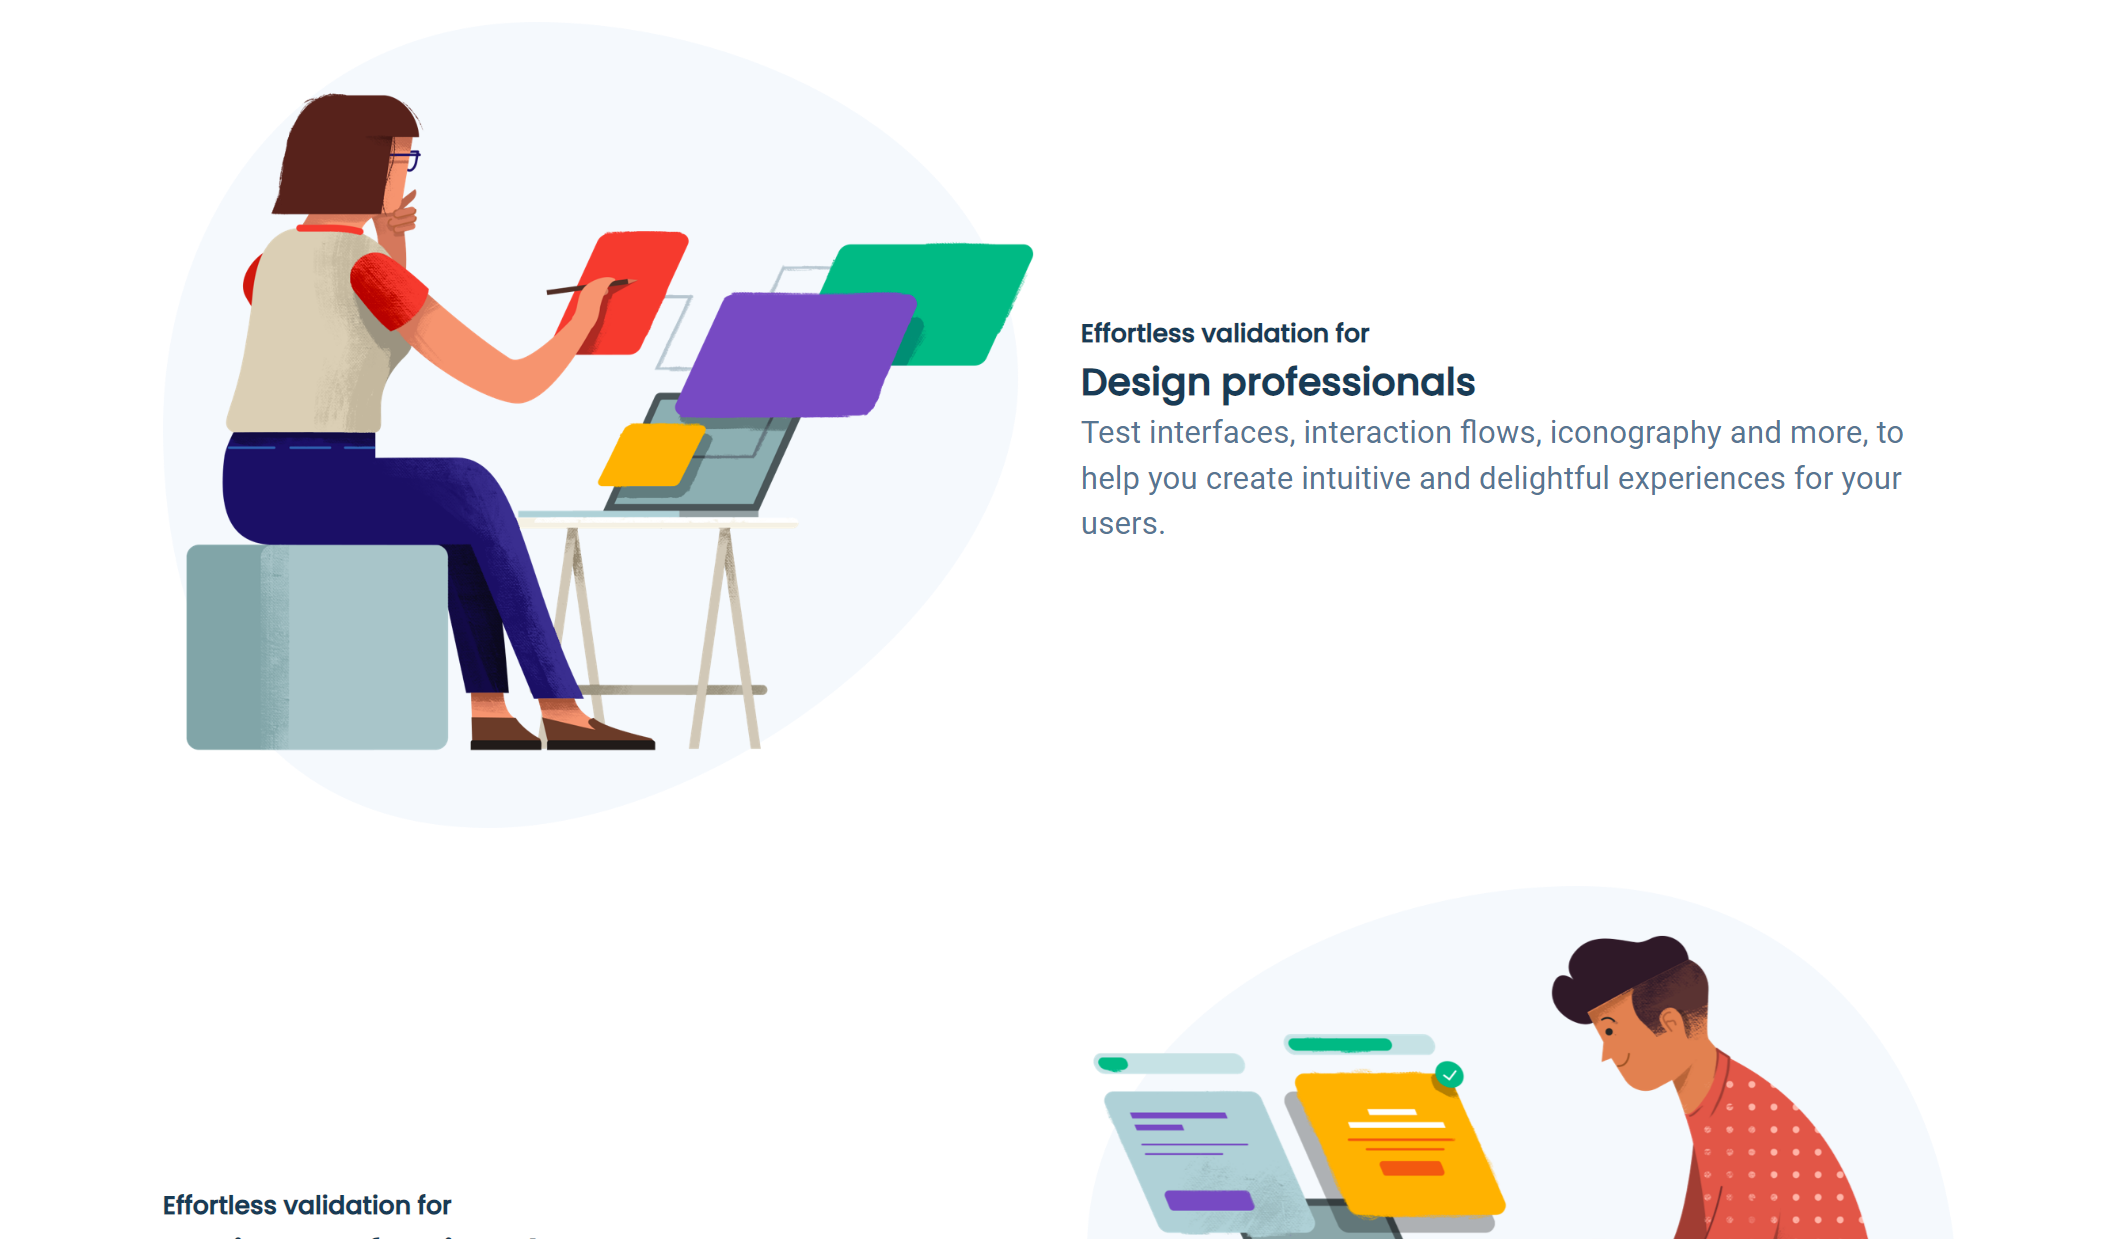 Effortless validation for
Design professionals
Test interfaces, interaction flows, iconography and more, to
help you create intuitive and delightful experiences for your
users.
Effortless validation for